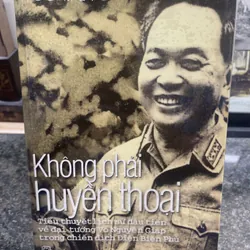 Không phải
huyền thoại
Tiểu thuyết lịch sử đầu tiên
về đại tướng Võ Nguyên Giáp
trong chiến dịch Điện Biên Phủ